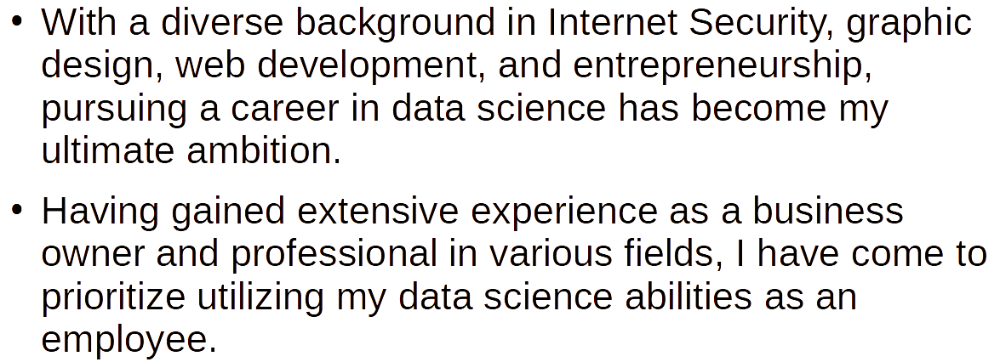 • With a diverse background in Internet Security, graphic
design, web development, and entrepreneurship,
pursuing a career in data science has become my
ultimate ambition.
• Having gained extensive experience as a business
owner and professional in various fields, I have come to
prioritize utilizing my data science abilities as an
employee.